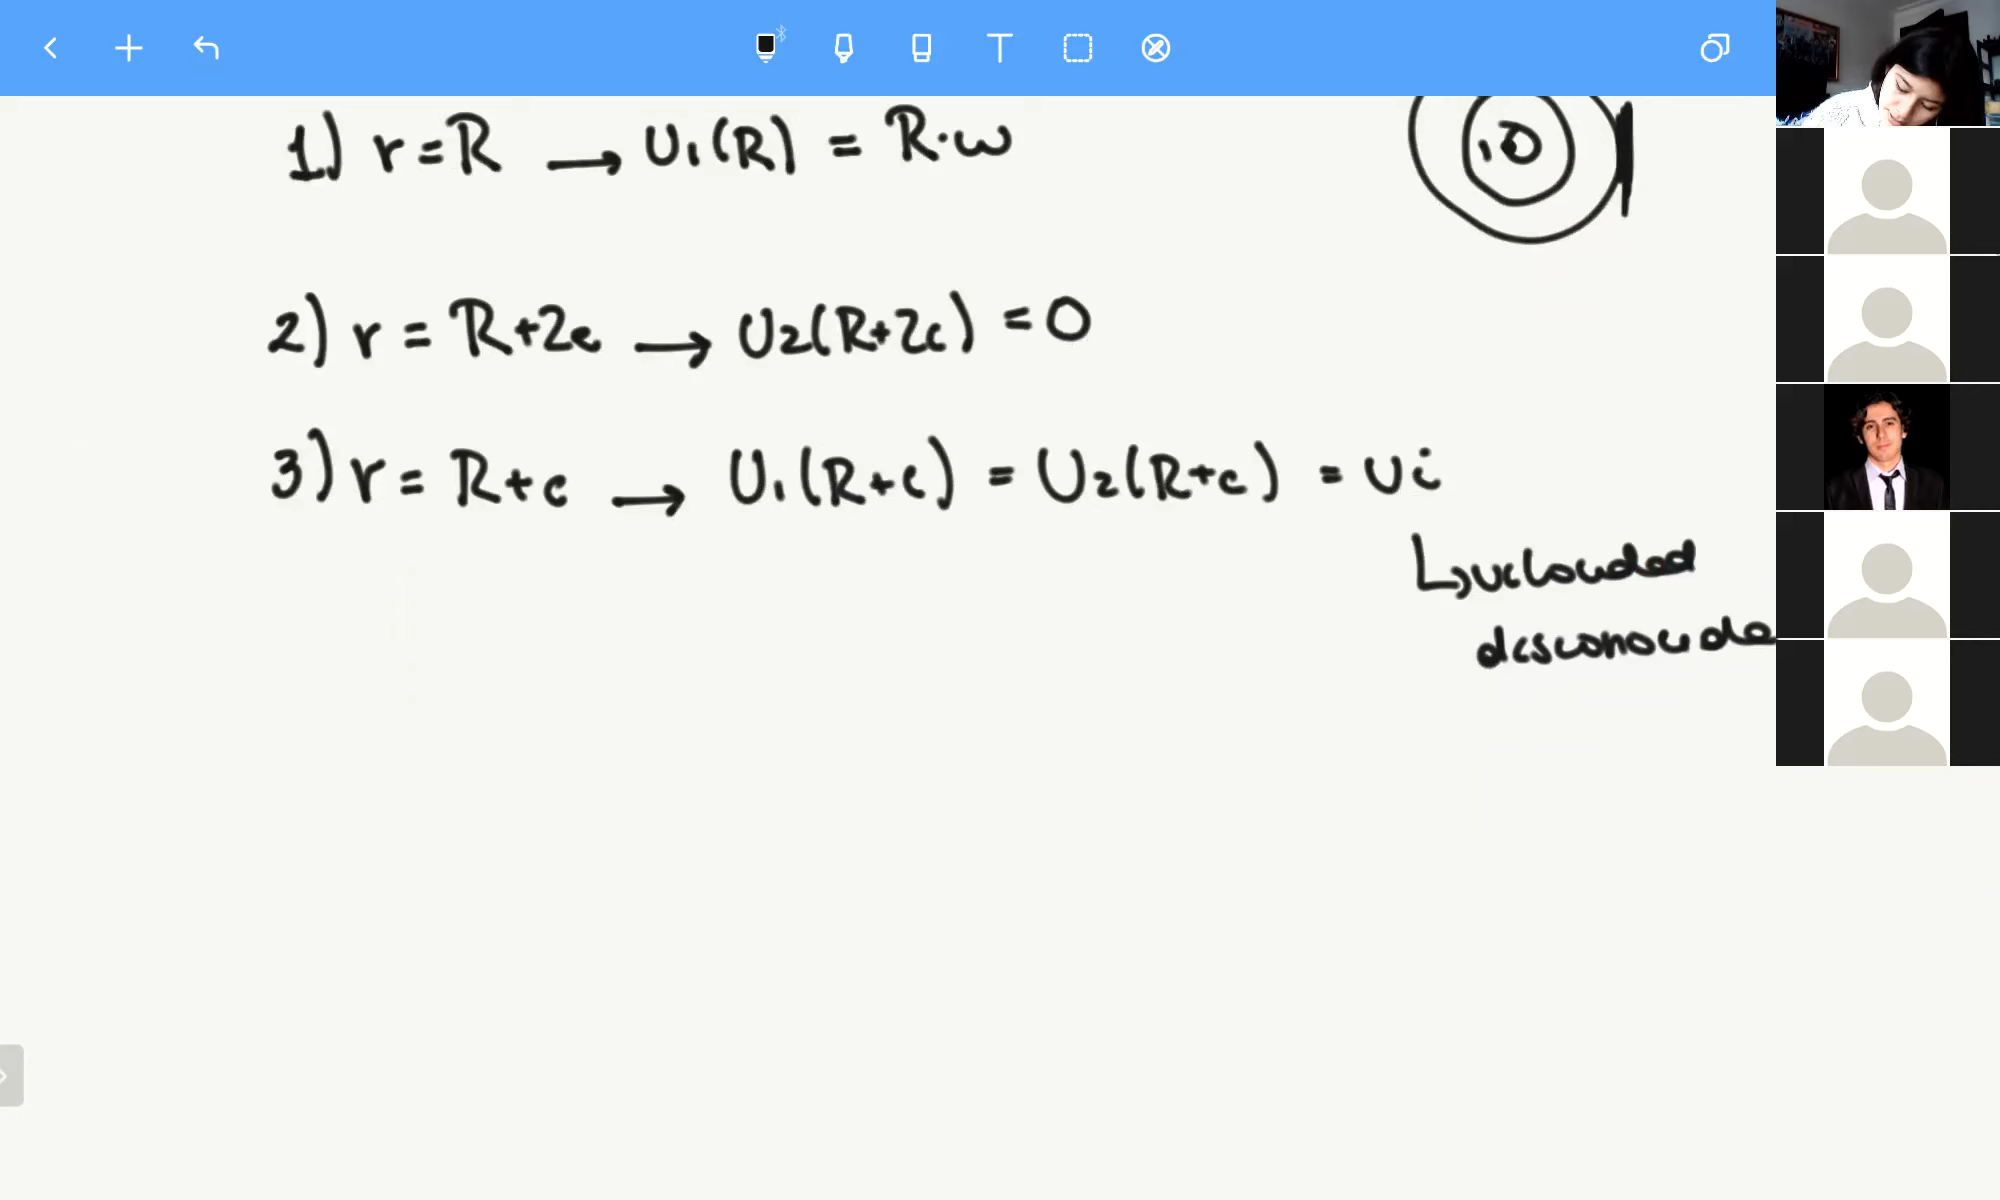 1) r = R → U₁(R) = R·w
2) r = R+2e → U₂(R+2e) = 0
3) r = R+e → U₁(R+e) = U₂(R+e) = Ui
↳ velocidad
desconocida